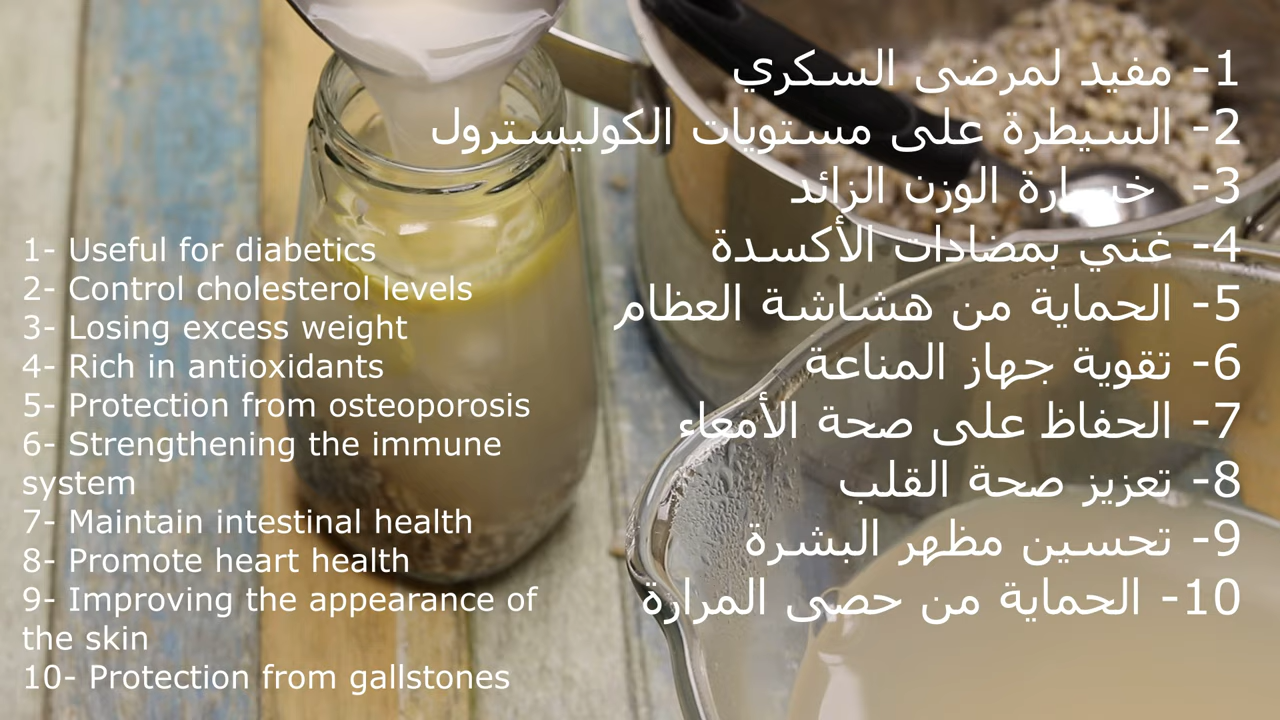 1- مفيد لمرضى السكري
2- السيطرة على مستويات الكوليسترول
3- خسارة الوزن الزائد
4- غني بمضادات الأكسدة
5- الحماية من هشاشة العظام
6- تقوية جهاز المناعة
7- الحفاظ على صحة الأمعاء
8- تعزيز صحة القلب
9- تحسين مظهر البشرة
10- الحماية من حصى المرارة
1- Useful for diabetics
2- Control cholesterol levels
3- Losing excess weight
4- Rich in antioxidants
5- Protection from osteoporosis
6- Strengthening the immune
system
7- Maintain intestinal health
8- Promote heart health
9- Improving the appearance of
the skin
10- Protection from gallstones